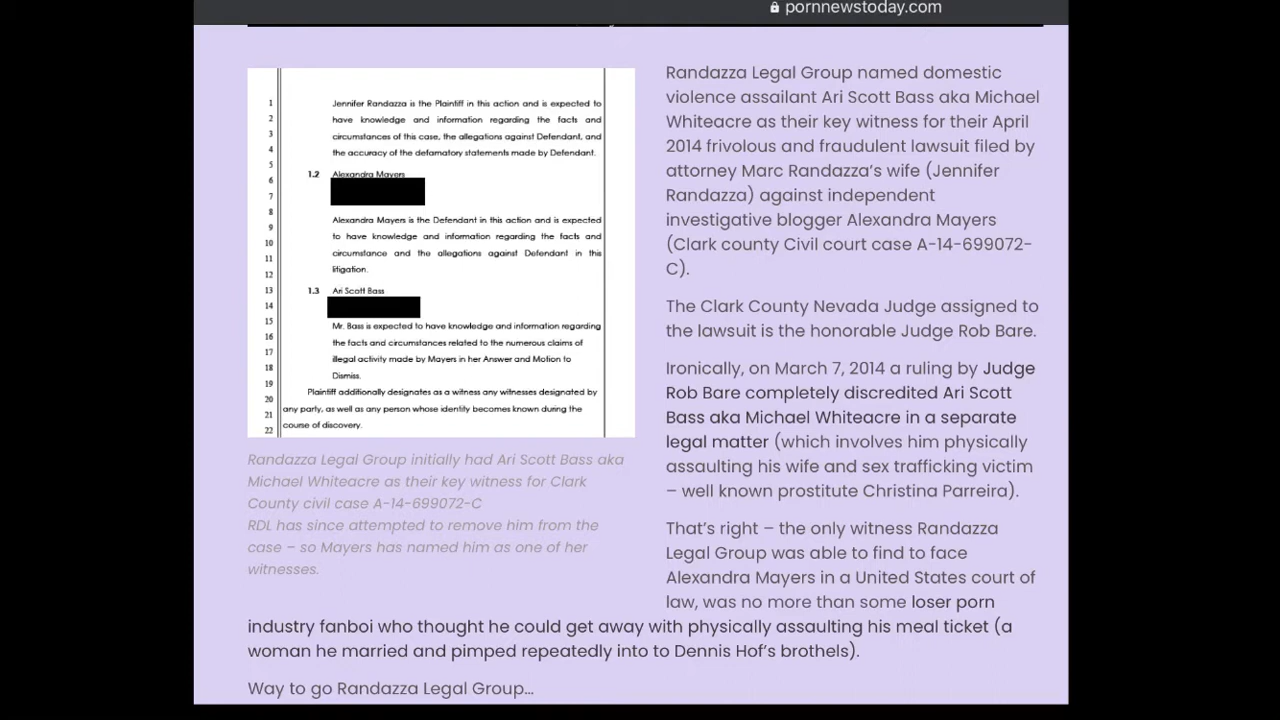 pornnewstoday.com
1 Jennifer Randazza is the Plaintiff in this action and is expected to
2 have knowledge and information regarding the facts and
3 circumstances of this case, the allegations against Defendant, and
4 the accuracy of the defamatory statements made by Defendant.
5
6 1.2 Alexandra Mayers
7
8 Alexandra Mayers is the Defendant in this action and is expected
9 to have knowledge and information regarding the facts and
10
11 circumstance and the allegations against Defendant in this
12 litigation.
13 1.3 Ari Scott Bass
14
15 Mr. Bass is expected to have knowledge and information regarding
16 the facts and circumstances related to the numerous claims of
17 illegal activity made by Mayers in her Answer and Motion to
18 Dismiss.
19 Plaintiff additionally designates as a witness any witnesses designated by
20 any party, as well as any person whose identity becomes known during the
21
22 course of discovery.
Randazza Legal Group initially had Ari Scott Bass aka
Michael Whiteacre as their key witness for Clark
County civil case A-14-699072-C
RDL has since attempted to remove him from the
case – so Mayers has named him as one of her
witnesses.
Randazza Legal Group named domestic
violence assailant Ari Scott Bass aka Michael
Whiteacre as their key witness for their April
2014 frivolous and fraudulent lawsuit filed by
attorney Marc Randazza’s wife (Jennifer
Randazza) against independent
investigative blogger Alexandra Mayers
(Clark county Civil court case A-14-699072-
C).
The Clark County Nevada Judge assigned to
the lawsuit is the honorable Judge Rob Bare.
Ironically, on March 7, 2014 a ruling by Judge
Rob Bare completely discredited Ari Scott
Bass aka Michael Whiteacre in a separate
legal matter (which involves him physically
assaulting his wife and sex trafficking victim
– well known prostitute Christina Parreira).
That’s right – the only witness Randazza
Legal Group was able to find to face
Alexandra Mayers in a United States court of
law, was no more than some loser porn
industry fanboi who thought he could get away with physically assaulting his meal ticket (a
woman he married and pimped repeatedly into to Dennis Hof’s brothels).
Way to go Randazza Legal Group…